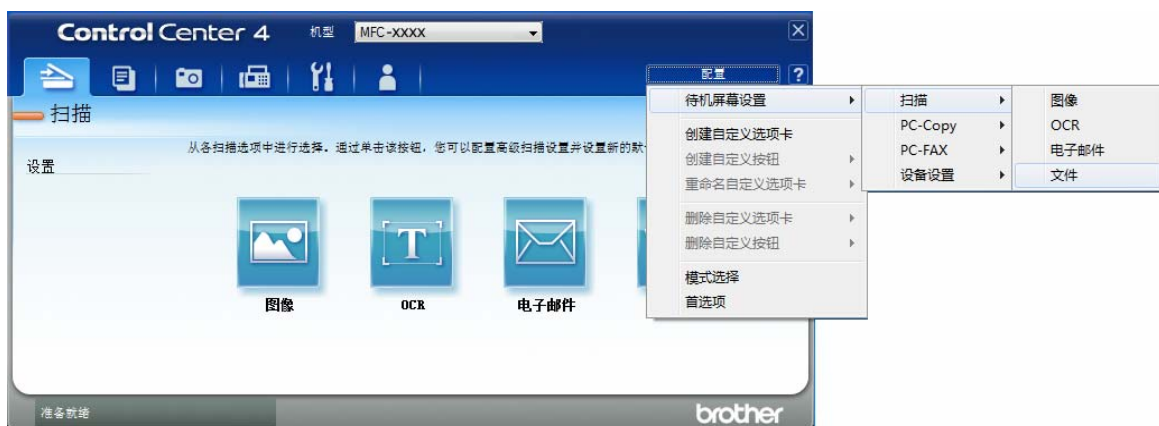 Control Center 4 机型 MFC-XXXX
配置 ?
扫描
从各扫描选项中进行选择。通过单击该按钮，您可以配置高级扫描设置并设置新的默
设置
图像
OCR
电子邮件
待机屏幕设置
创建自定义选项卡
创建自定义按钮
重命名自定义选项卡
删除自定义选项卡
删除自定义按钮
模式选择
首选项
扫描
PC-Copy
PC-FAX
设备设置
图像
OCR
电子邮件
文件
准备就绪
brother